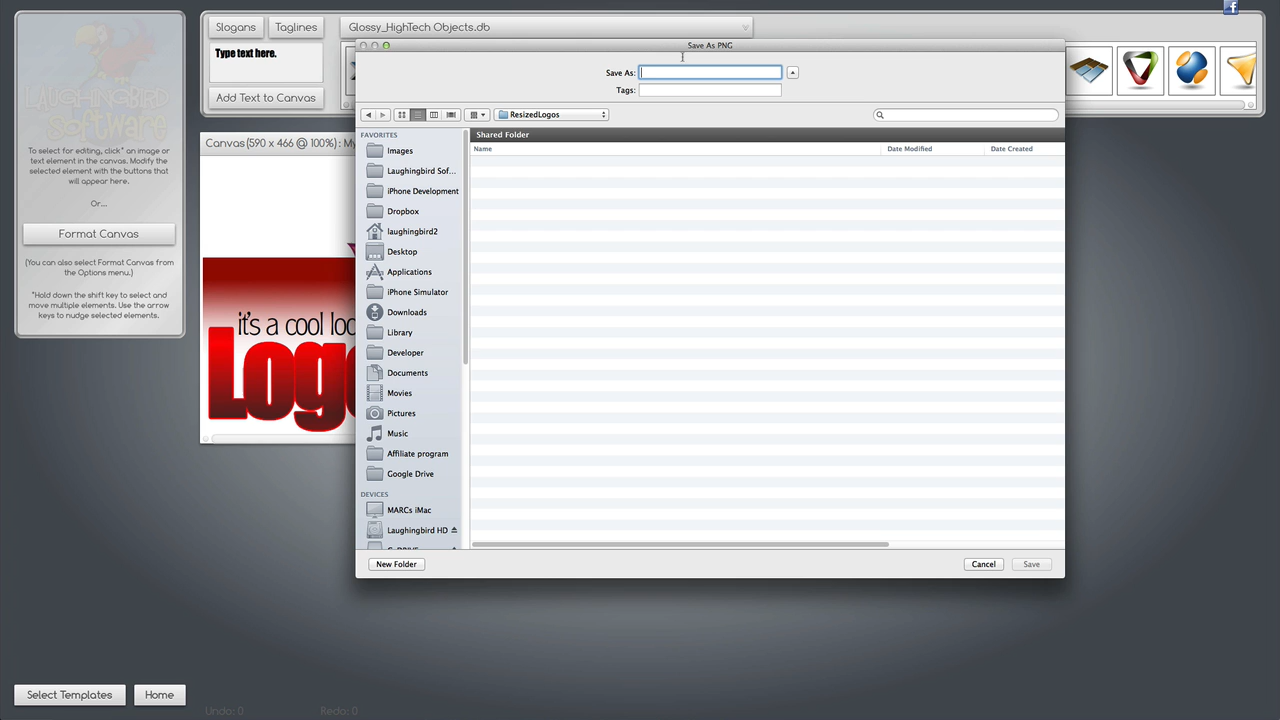 Slogans
Taglines
Glossy_HighTech Objects.db
Type text here.
Add Text to Canvas
LAUGHINGBIRD
SOFTWARE
To select for editing, click* an image or
text element in the canvas. Modify the
selected element with the buttons that
will appear here.
Or...
Format Canvas
(You can also select Format Canvas from
the Options menu.)
*Hold down the shift key to select and
move multiple elements. Use the arrow
keys to nudge selected elements.
Canvas(590 x 466 @ 100%): My
it's a cool loo
Logo
Save As PNG
Save As:
Tags:
ResizedLogos
FAVORITES
Images
Laughingbird Sof...
iPhone Development
Dropbox
laughingbird2
Desktop
Applications
iPhone Simulator
Downloads
Library
Developer
Documents
Movies
Pictures
Music
Affiliate program
Google Drive
DEVICES
MARCs iMac
Laughingbird HD
Shared Folder
Name
Date Modified
Date Created
New Folder
Cancel
Save
Select Templates
Home
Undo: 0
Redo: 0